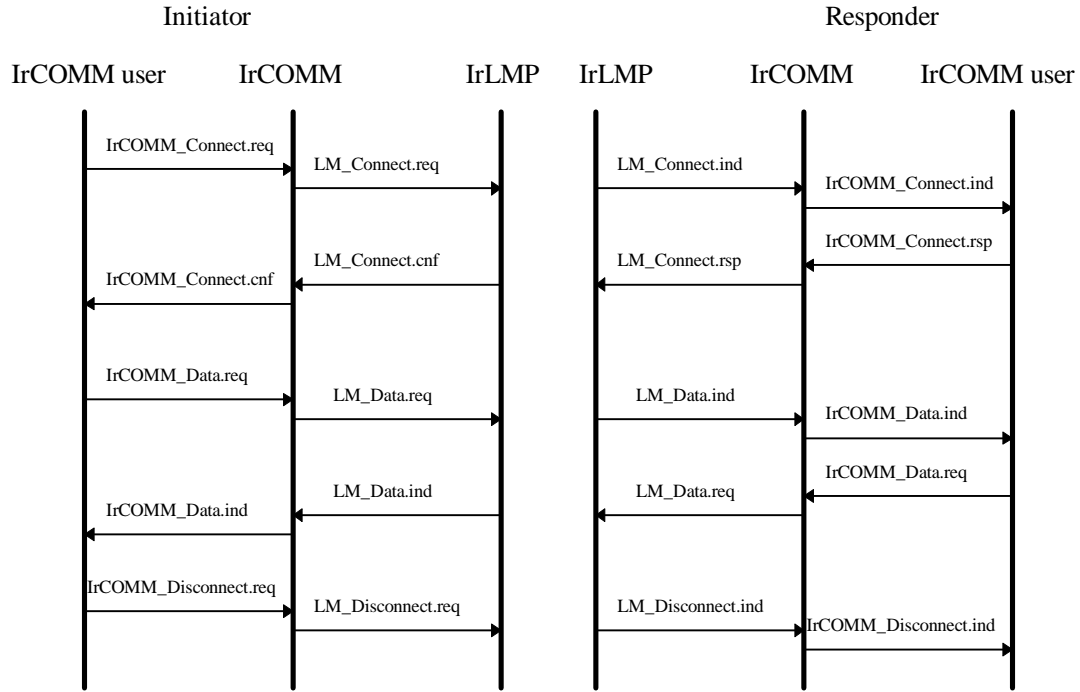 Initiator Responder
IrCOMM user IrCOMM IrLMP IrLMP IrCOMM IrCOMM user
IrCOMM_Connect.req
LM_Connect.req LM_Connect.ind
IrCOMM_Connect.ind
IrCOMM_Connect.rsp
LM_Connect.cnf LM_Connect.rsp
IrCOMM_Connect.cnf
IrCOMM_Data.req
LM_Data.req LM_Data.ind
IrCOMM_Data.ind
IrCOMM_Data.req
LM_Data.ind LM_Data.req
IrCOMM_Data.ind
IrCOMM_Disconnect.req
LM_Disconnect.req LM_Disconnect.ind
IrCOMM_Disconnect.ind